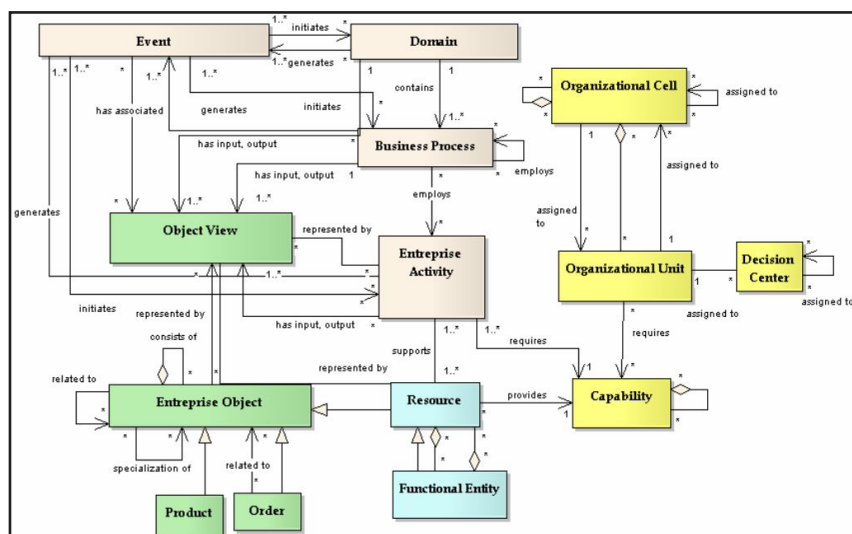 1..*
initiates
*
Event
Domain
1..*
generates
*
1..*
1..*
*
1..*
1..*
1
1
contains
has associated
generates
initiates
*
1..*
*
Organizational Cell
*
*
*
assigned to
1
*
*
has input, output
*
Business Process
*
*
employs
has input, output
1
*
employs
assigned to
generates
*
1..*
1..*
Object View
represented by
*
*
Entreprise Activity
assigned to
*
*
1
Organizational Unit
1
*
Decision Center
*
*
assigned to
assigned to
*
1..*
*
*
initiates
represented by
has input, output
*
consists of
supports
1..*
1..*
requires
requires
related to
*
*
represented by
1..*
1
*
Entreprise Object
Resource
provides
1
Capability
*
*
*
*
*
specialization of
related to
*
*
*
*
*
Functional Entity
Product
Order